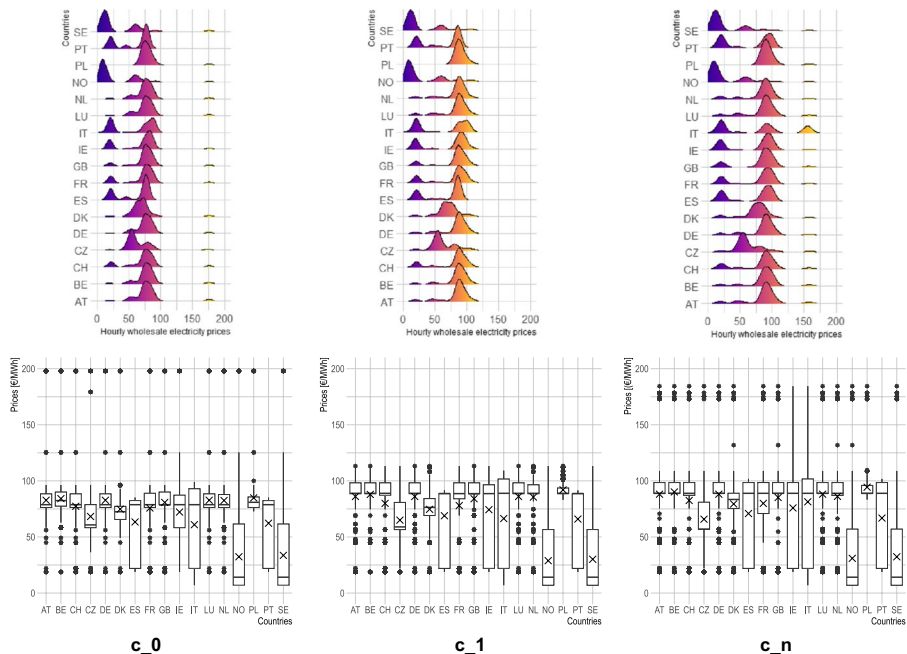 Countries
SE
PT
PL
NO
NL
LU
IT
IE
GB
FR
ES
DK
DE
CZ
CH
BE
AT
0 50 100 150 200
Hourly wholesale electricity prices
Countries
SE
PT
PL
NO
NL
LU
IT
IE
GB
FR
ES
DK
DE
CZ
CH
BE
AT
0 50 100 150 200
Hourly wholesale electricity prices
Countries
SE
PT
PL
NO
NL
LU
IT
IE
GB
FR
ES
DK
DE
CZ
CH
BE
AT
0 50 100 150 200
Hourly wholesale electricity prices
Prices [€/MWh]
200
150
100
50
0
AT BE CH CZ DE DK ES FR GB IE IT LU NL NO PL PT SE
Countries
c_0
Prices [€/MWh]
200
150
100
50
0
AT BE CH CZ DE DK ES FR GB IE IT LU NL NO PL PT SE
Countries
c_1
Prices [(€/MWh]
200
150
100
50
0
AT BE CH CZ DE DK ES FR GB IE IT LU NL NO PL PT SE
Countries
c_n